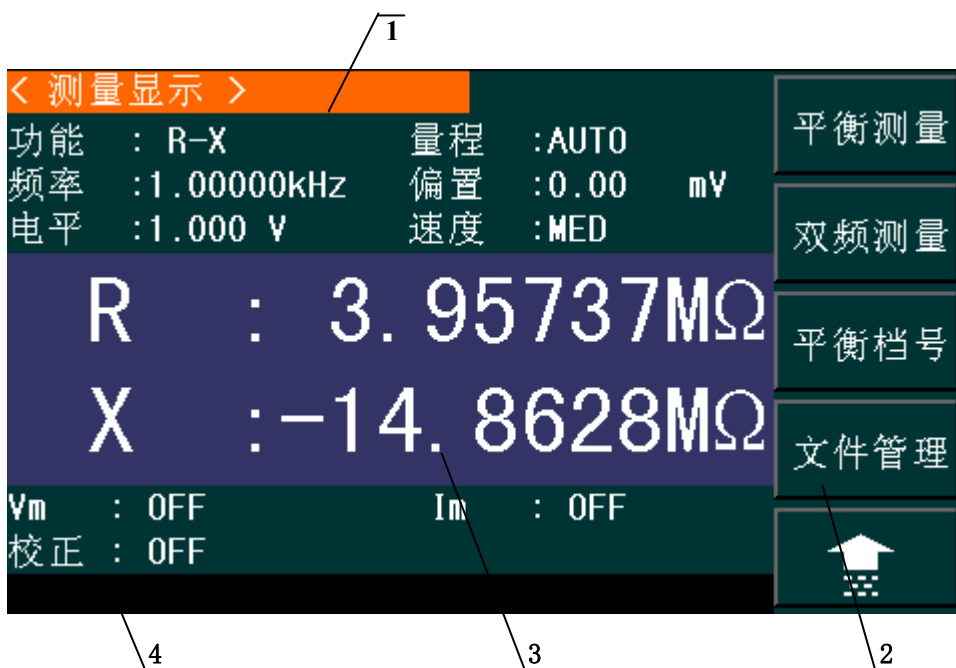 1
< 测量显示 >
功能 : R-X 量程 :AUTO
频率 :1.00000kHz 偏置 :0.00 mV
电平 :1.000 V 速度 :MED
R : 3.95737MΩ
X :-14.8628MΩ
Vm : OFF Im : OFF
校正 : OFF
平衡测量
双频测量
平衡档号
文件管理
4 3 2